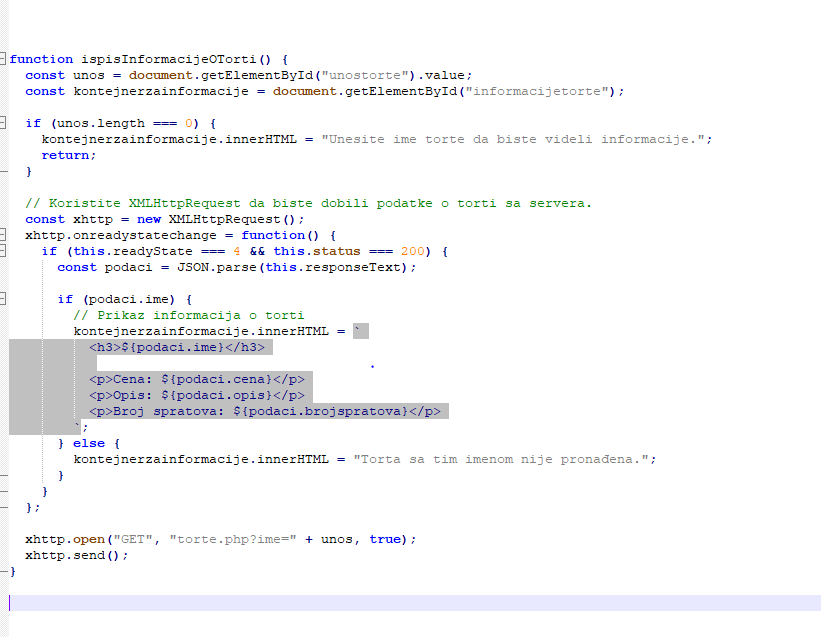 function ispisInformacijeOTorti() {
const unos = document.getElementById("unostorte").value;
const kontejnerzainformacije = document.getElementById("informacijetorte");
if (unos.length === 0) {
kontejnerzainformacije.innerHTML = "Unesite ime torte da biste videli informacije.";
return;
}
// Koristite XMLHttpRequest da biste dobili podatke o torti sa servera.
const xhttp = new XMLHttpRequest();
xhttp.onreadystatechange = function() {
if (this.readyState === 4 && this.status === 200) {
const podaci = JSON.parse(this.responseText);
if (podaci.ime) {
// Prikaz informacija o torti
kontejnerzainformacije.innerHTML = `
<h3>${podaci.ime}</h3>
<p>Cena: ${podaci.cena}</p>
<p>Opis: ${podaci.opis}</p>
<p>Broj spratova: ${podaci.brojspratova}</p>
`;
} else {
kontejnerzainformacije.innerHTML = "Torta sa tim imenom nije pronađena.";
}
}
};
xhttp.open("GET", "torte.php?ime=" + unos, true);
xhttp.send();
}